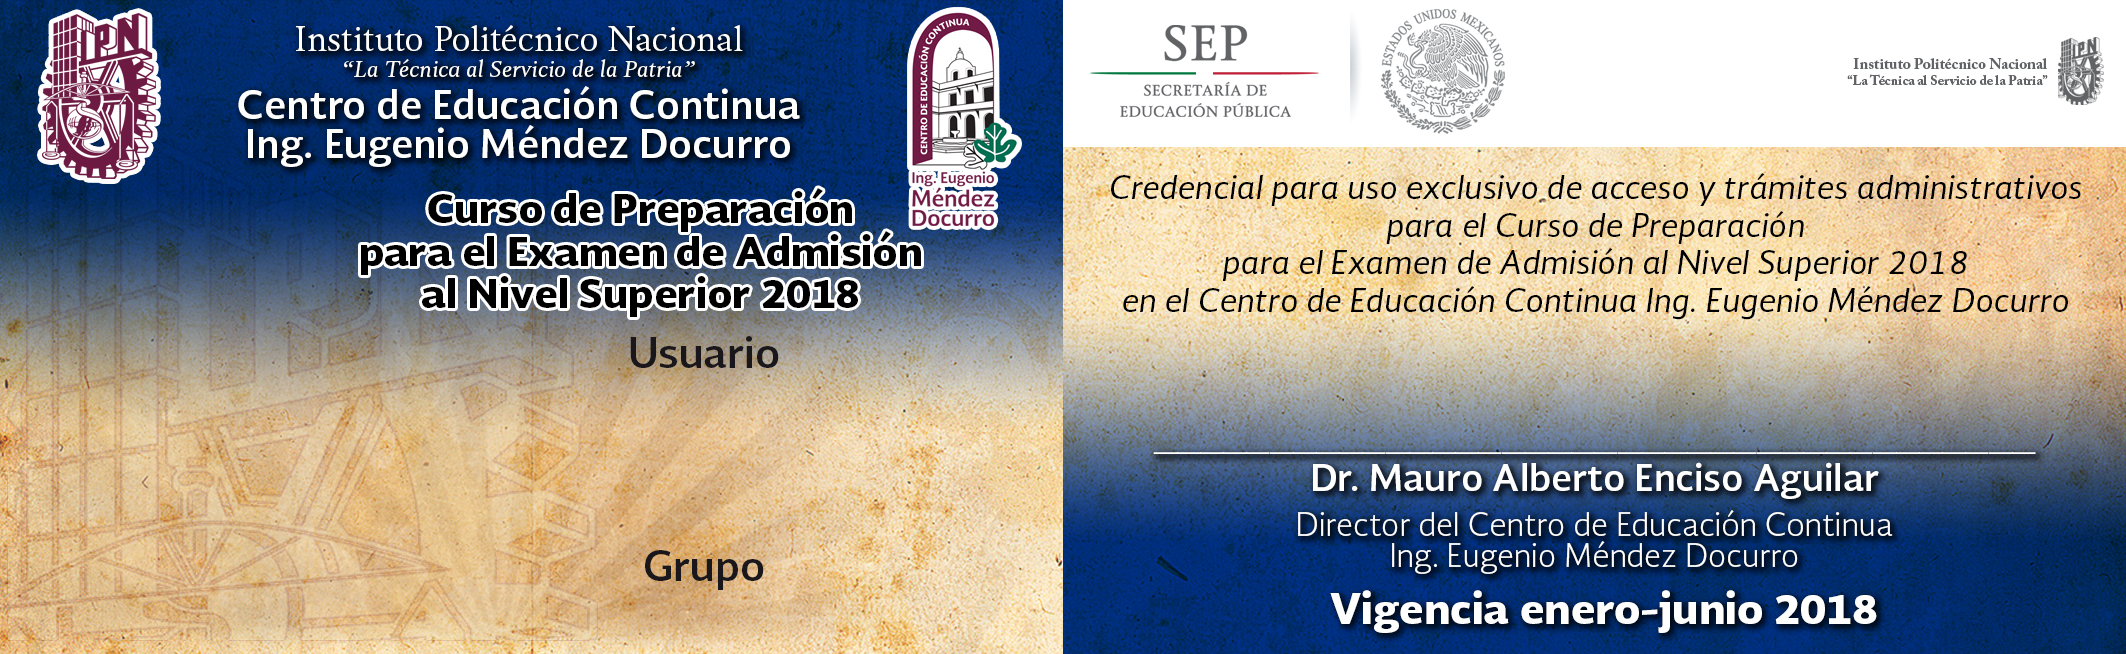 IPN
Instituto Politécnico Nacional
“La Técnica al Servicio de la Patria”
Centro de Educación Continua
Ing. Eugenio Méndez Docurro
CENTRO DE EDUCACIÓN CONTINUA
Ing. Eugenio
Méndez
Docurro
Curso de Preparación
para el Examen de Admisión
al Nivel Superior 2018
Usuario
Grupo
SEP
SECRETARÍA DE
EDUCACIÓN PÚBLICA
ESTADOS UNIDOS MEXICANOS
Instituto Politécnico Nacional
“La Técnica al Servicio de la Patria”
IPN
Credencial para uso exclusivo de acceso y trámites administrativos
para el Curso de Preparación
para el Examen de Admisión al Nivel Superior 2018
en el Centro de Educación Continua Ing. Eugenio Méndez Docurro
Dr. Mauro Alberto Enciso Aguilar
Director del Centro de Educación Continua
Ing. Eugenio Méndez Docurro
Vigencia enero-junio 2018